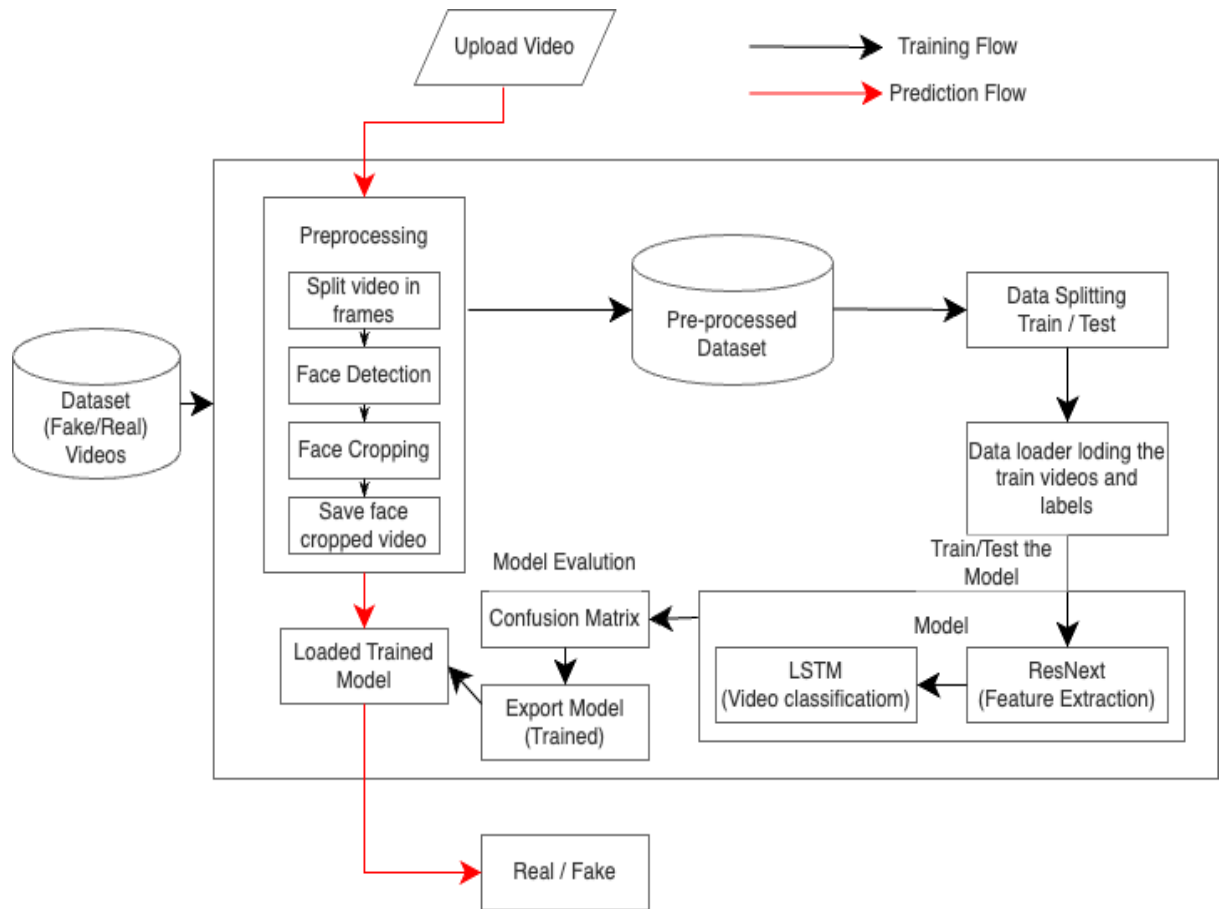 Upload Video
Training Flow
Prediction Flow
Preprocessing
Split video in
frames
Face Detection
Face Cropping
Save face
cropped video
Dataset
(Fake/Real)
Videos
Pre-processed
Dataset
Data Splitting
Train / Test
Data loader loding the
train videos and
labels
Train/Test the
Model
Model
ResNext
(Feature Extraction)
LSTM
(Video classificatiom)
Model Evalution
Confusion Matrix
Export Model
(Trained)
Loaded Trained
Model
Real / Fake